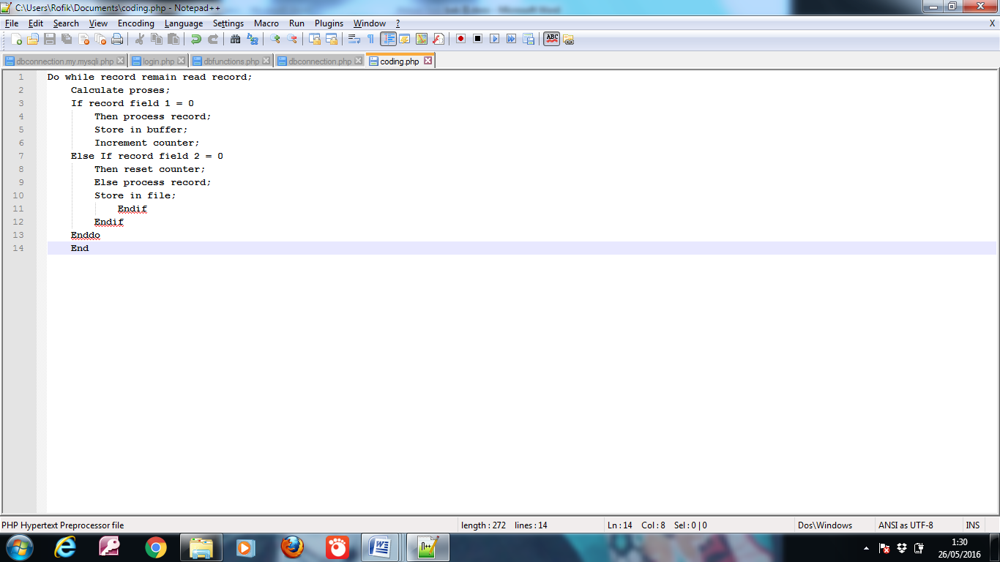 C:\Users\Rofik\Documents\coding.php - Notepad++
File Edit Search View Encoding Language Settings Macro Run Plugins Window ? X
dbconnection.my.mysqli.php login.php dbfunctions.php dbconnection.php coding.php
1 Do while record remain read record;
2 Calculate proses;
3 If record field 1 = 0
4 Then process record;
5 Store in buffer;
6 Increment counter;
7 Else If record field 2 = 0
8 Then reset counter;
9 Else process record;
10 Store in file;
11 Endif
12 Endif
13 Enddo
14 End
PHP Hypertext Preprocessor file length : 272 lines : 14 Ln : 14 Col : 8 Sel : 0 | 0 Dos\Windows ANSI as UTF-8 INS
1:30
26/05/2016